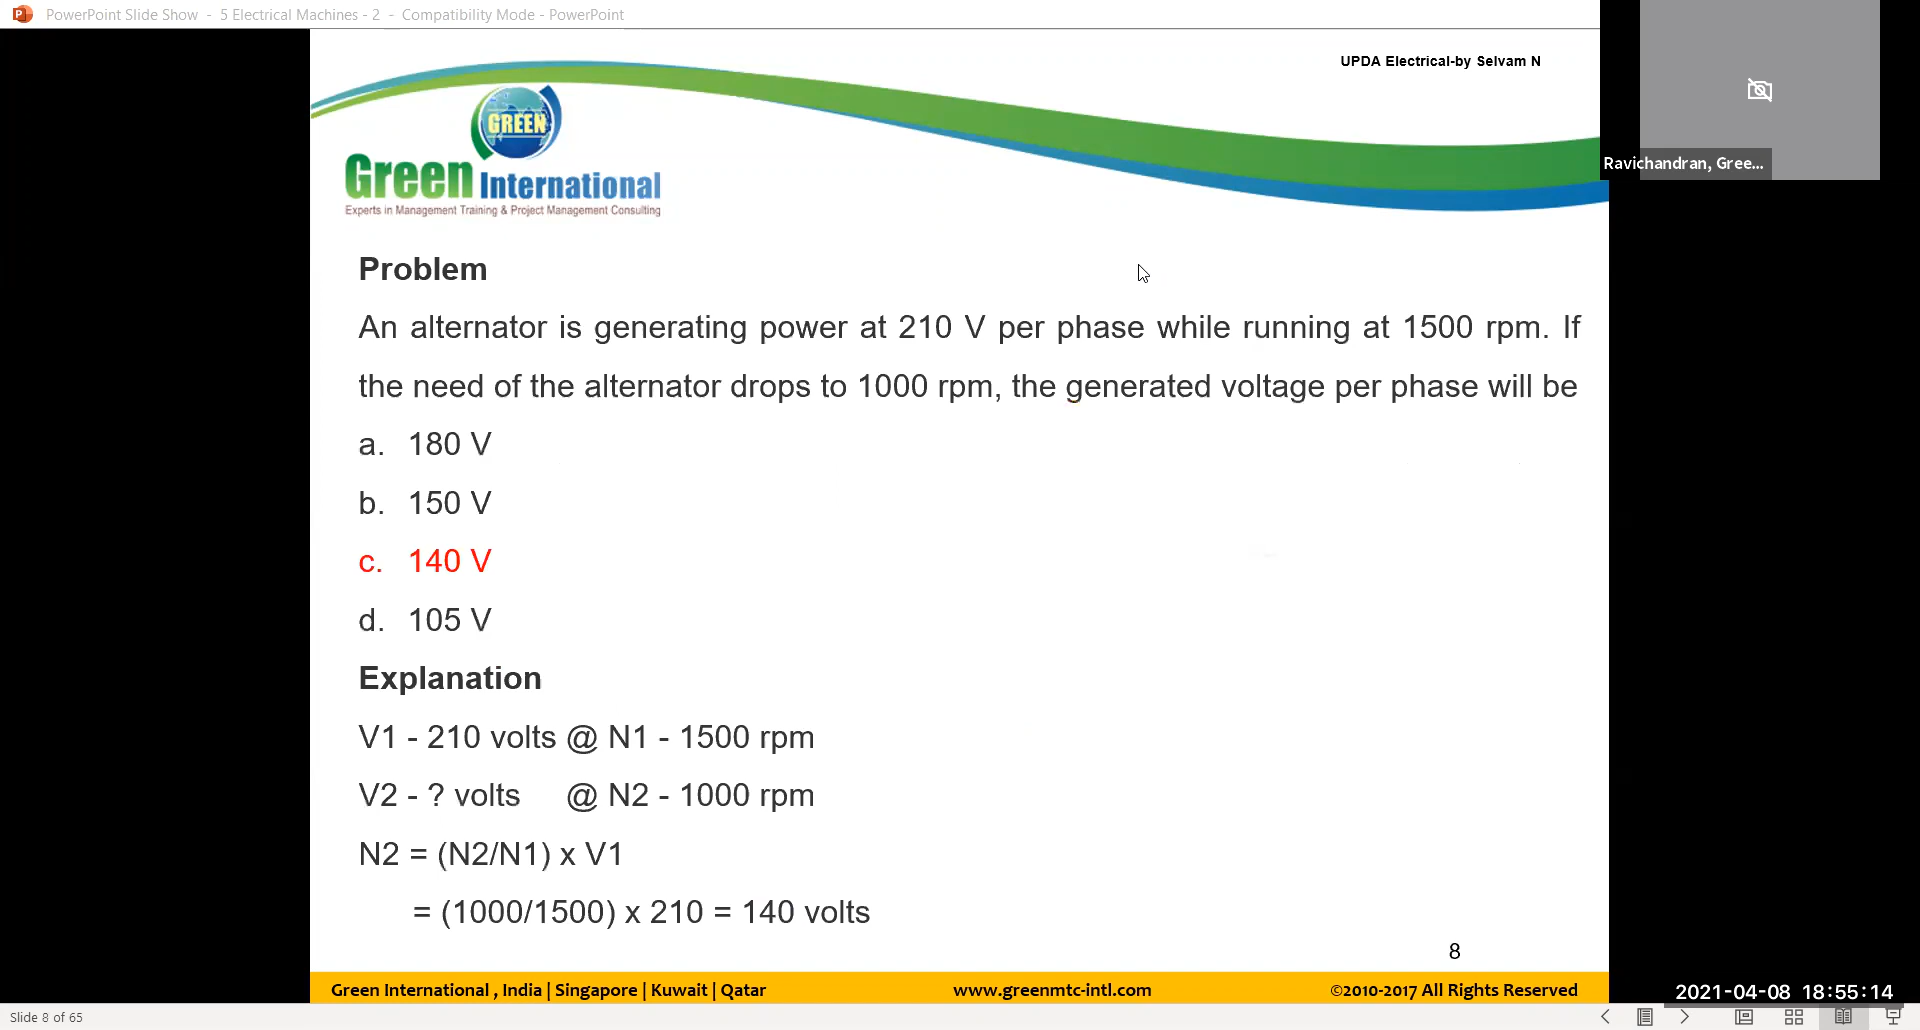 PowerPoint Slide Show - 5 Electrical Machines - 2 - Compatibility Mode - PowerPoint
UPDA Electrical-by Selvam N
GREEN
Green International
Experts in Management Training & Project Management Consulting
Ravichandran, Gree...
Problem
An alternator is generating power at 210 V per phase while running at 1500 rpm. If
the need of the alternator drops to 1000 rpm, the generated voltage per phase will be
a. 180 V
b. 150 V
c. 140 V
d. 105 V
Explanation
V1 - 210 volts @ N1 - 1500 rpm
V2 - ? volts @ N2 - 1000 rpm
N2 = (N2/N1) x V1
= (1000/1500) x 210 = 140 volts
8
Green International , India | Singapore | Kuwait | Qatar
www.greenmtc-intl.com
©2010-2017 All Rights Reserved
2021-04-08 18:55:14
Slide 8 of 65